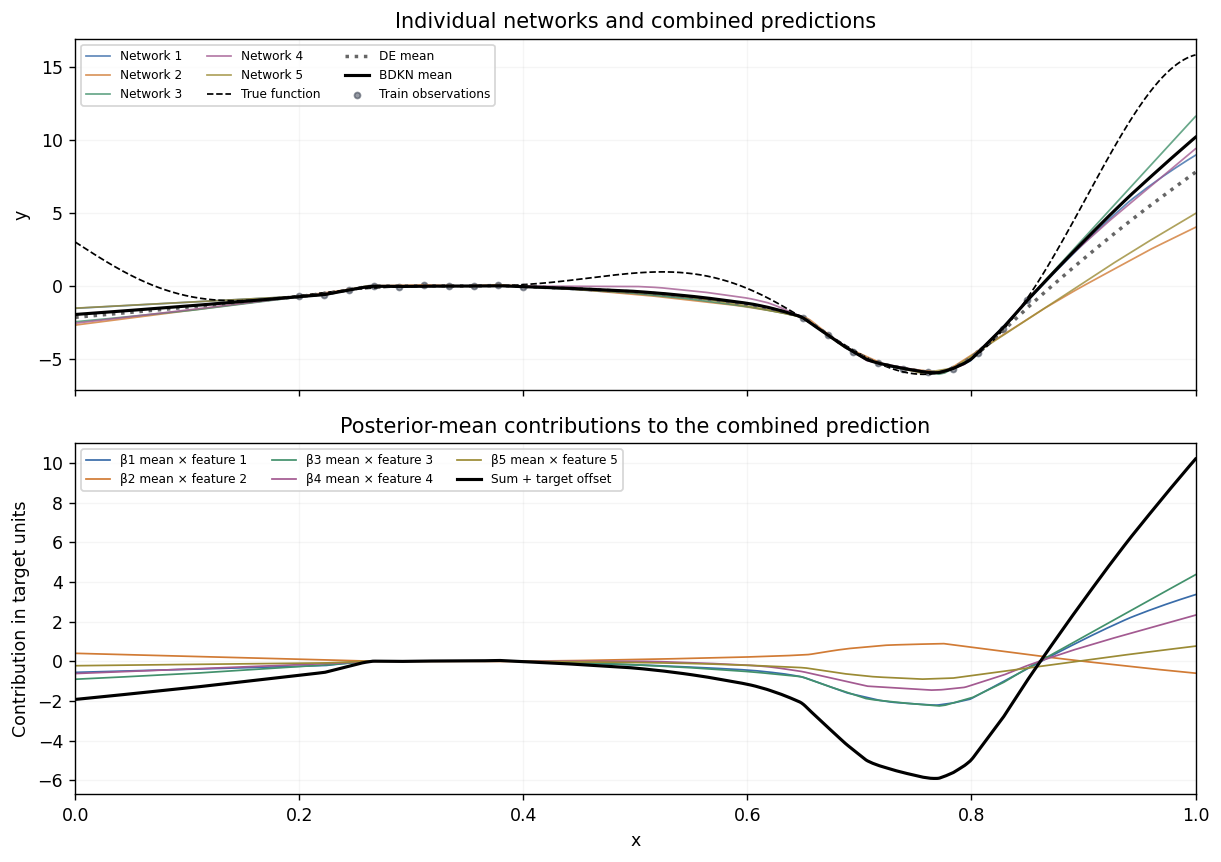 Individual networks and combined predictions
Network 1
Network 2
Network 3
Network 4
Network 5
True function
DE mean
BDKN mean
Train observations
15
10
5
0
−5
y
Posterior-mean contributions to the combined prediction
β1 mean × feature 1
β2 mean × feature 2
β3 mean × feature 3
β4 mean × feature 4
β5 mean × feature 5
Sum + target offset
10
8
6
4
2
0
−2
−4
−6
Contribution in target units
0.0
0.2
0.4
0.6
0.8
1.0
x